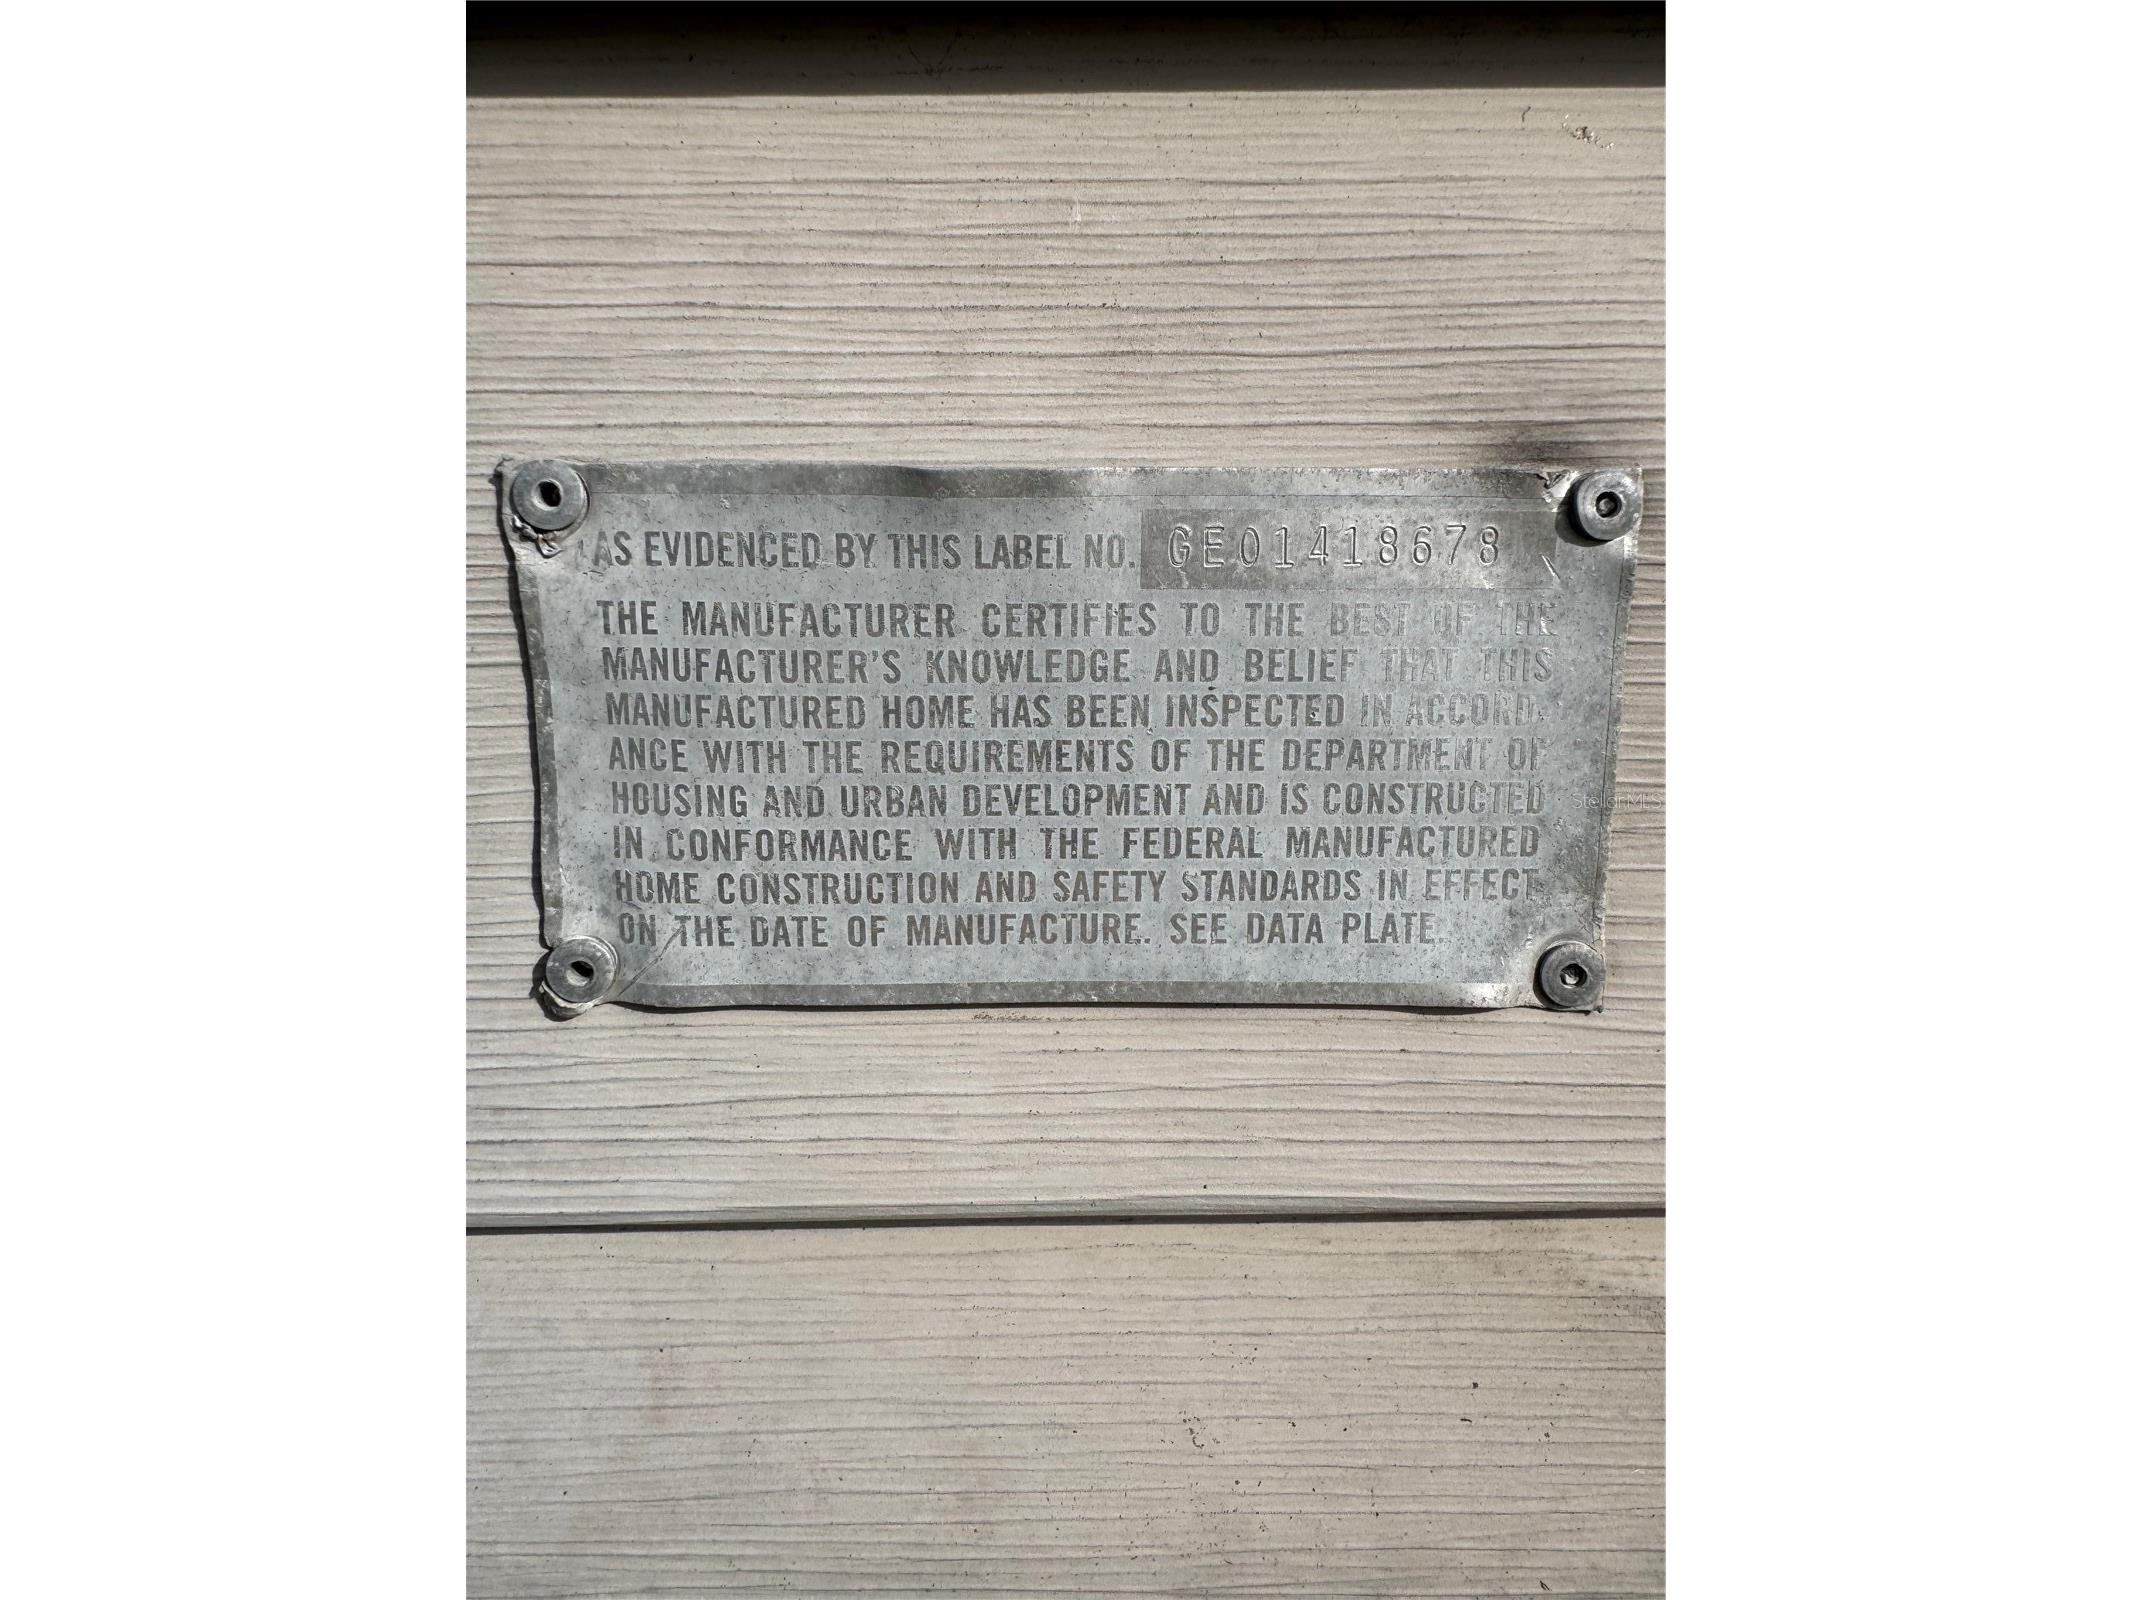 AS EVIDENCED BY THIS LABEL NO. GEO1418678
THE MANUFACTURER CERTIFIES TO THE BEST OF THE
MANUFACTURER'S KNOWLEDGE AND BELIEF THAT THIS
MANUFACTURED HOME HAS BEEN INSPECTED IN ACCORD-
ANCE WITH THE REQUIREMENTS OF THE DEPARTMENT OF
HOUSING AND URBAN DEVELOPMENT AND IS CONSTRUCTED
IN CONFORMANCE WITH THE FEDERAL MANUFACTURED
HOME CONSTRUCTION AND SAFETY STANDARDS IN EFFECT
ON THE DATE OF MANUFACTURE. SEE DATA PLATE.
StellarMLS